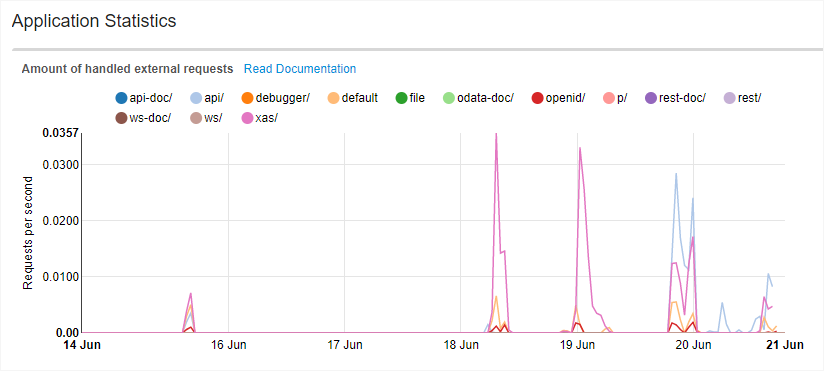 Application Statistics
Amount of handled external requests Read Documentation
api-doc/ api/ debugger/ default file odata-doc/ openid/ p/ rest-doc/ rest/
ws-doc/ ws/ xas/
0.0357
0.0300
0.0200
0.0100
0.00
Requests per second
14 Jun 16 Jun 17 Jun 18 Jun 19 Jun 20 Jun 21 Jun